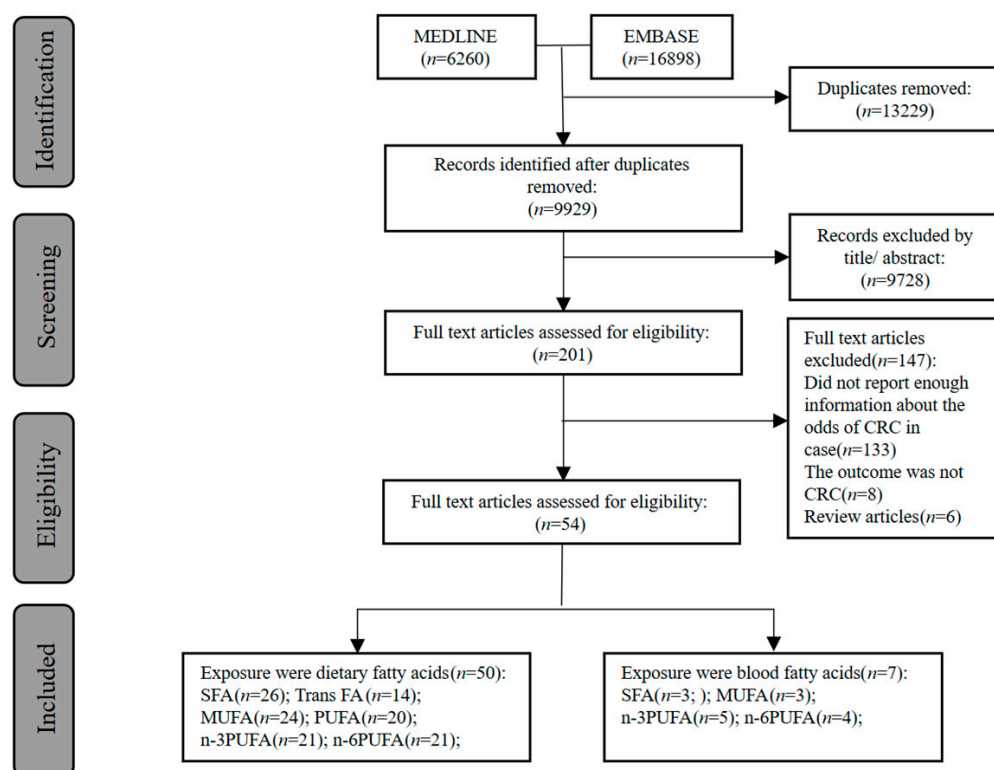 Identification
MEDLINE
(n=6260)
EMBASE
(n=16898)
Duplicates removed:
(n=13229)
Records identified after duplicates
removed:
(n=9929)
Screening
Records excluded by
title/ abstract:
(n=9728)
Full text articles assessed for eligibility:
(n=201)
Full text articles
excluded(n=147):
Did not report enough
information about the
odds of CRC in
case(n=133)
The outcome was not
CRC(n=8)
Review articles(n=6)
Eligibility
Full text articles assessed for eligibility:
(n=54)
Included
Exposure were dietary fatty acids(n=50):
SFA(n=26); Trans FA(n=14);
MUFA(n=24); PUFA(n=20);
n-3PUFA(n=21); n-6PUFA(n=21);
Exposure were blood fatty acids(n=7):
SFA(n=3; ); MUFA(n=3);
n-3PUFA(n=5); n-6PUFA(n=4);